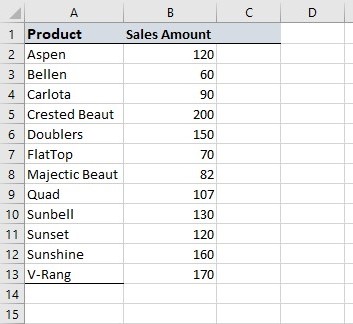 A B C D
1 Product Sales Amount
2 Aspen 120
3 Bellen 60
4 Carlota 90
5 Crested Beaut 200
6 Doublers 150
7 FlatTop 70
8 Majectic Beaut 82
9 Quad 107
10 Sunbell 130
11 Sunset 120
12 Sunshine 160
13 V-Rang 170
14
15